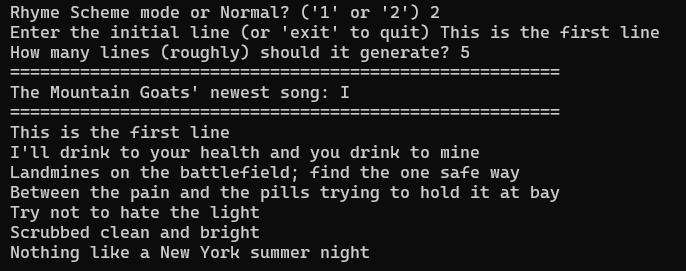 Rhyme Scheme mode or Normal? ('1' or '2') 2
Enter the initial line (or 'exit' to quit) This is the first line
How many lines (roughly) should it generate? 5
=======================================================
The Mountain Goats' newest song: I
=======================================================
This is the first line
I'll drink to your health and you drink to mine
Landmines on the battlefield; find the one safe way
Between the pain and the pills trying to hold it at bay
Try not to hate the light
Scrubbed clean and bright
Nothing like a New York summer night